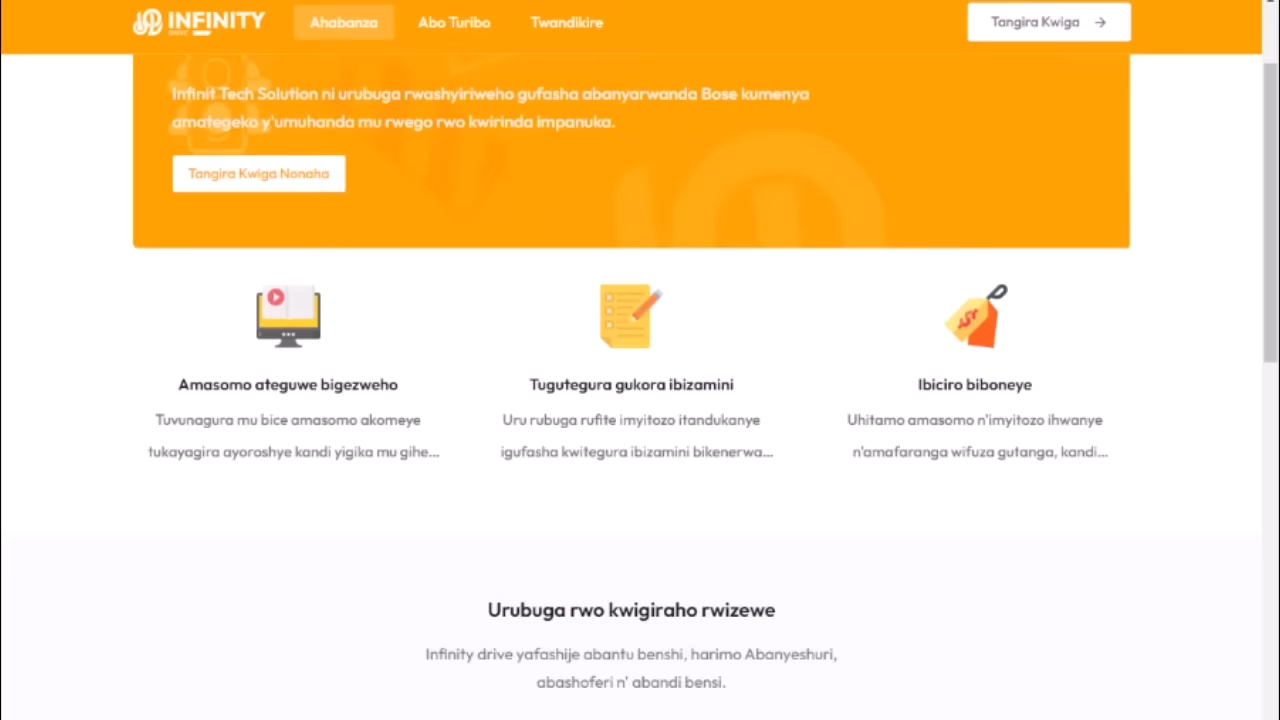 INFINITY
Ahabanza
Abo Turibo
Twandikire
Tangira Kwiga
Infinit Tech Solution ni urubuga rwashyiriweho gufasha abanyarwanda Bose kumenya
amategeko y'umuhanda mu rwego rwo kwirinda impanuka.
Tangira Kwiga Nonaha
Amasomo ateguwe bigezweho
Tuvunagura mu bice amasomo akomeye
tukayagira ayoroshye kandi yigika mu gihe...
Tugutegura gukora ibizamini
Uru rubuga rufite imyitozo itandukanye
igufasha kwitegura ibizamini bikenerwa...
Ibiciro biboneye
Uhitamo amasomo n'imyitozo ihwanye
n'amafaranga wifuza gutanga, kandi...
Urubuga rwo kwigiraho rwizewe
Infinity drive yafashije abantu benshi, harimo Abanyeshuri,
abashoferi n' abandi bensi.